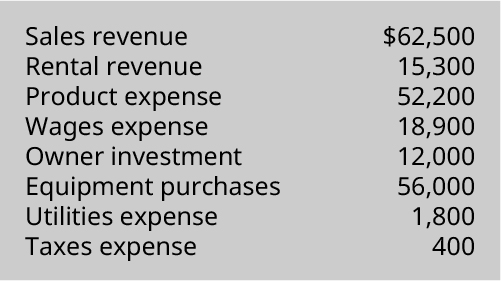 Sales revenue $62,500
Rental revenue 15,300
Product expense 52,200
Wages expense 18,900
Owner investment 12,000
Equipment purchases 56,000
Utilities expense 1,800
Taxes expense 400